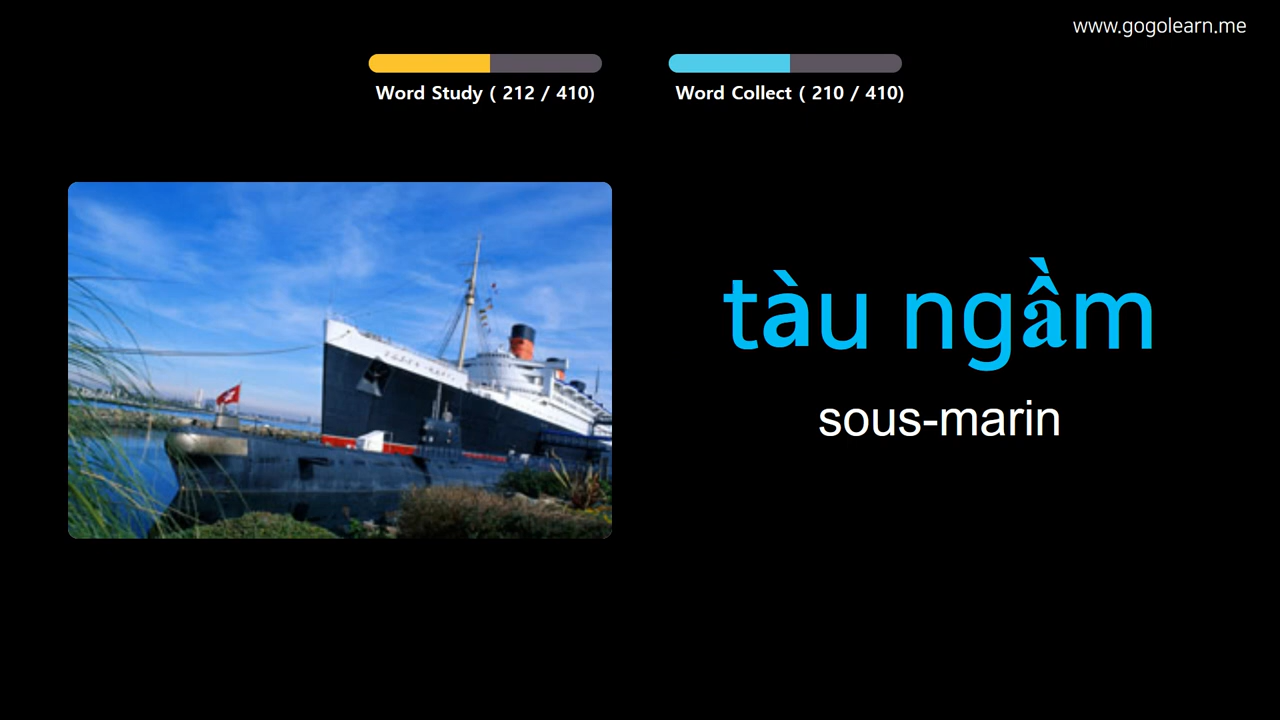 www.gogolearn.me
Word Study ( 212 / 410)
Word Collect ( 210 / 410)
tàu ngầm
sous-marin